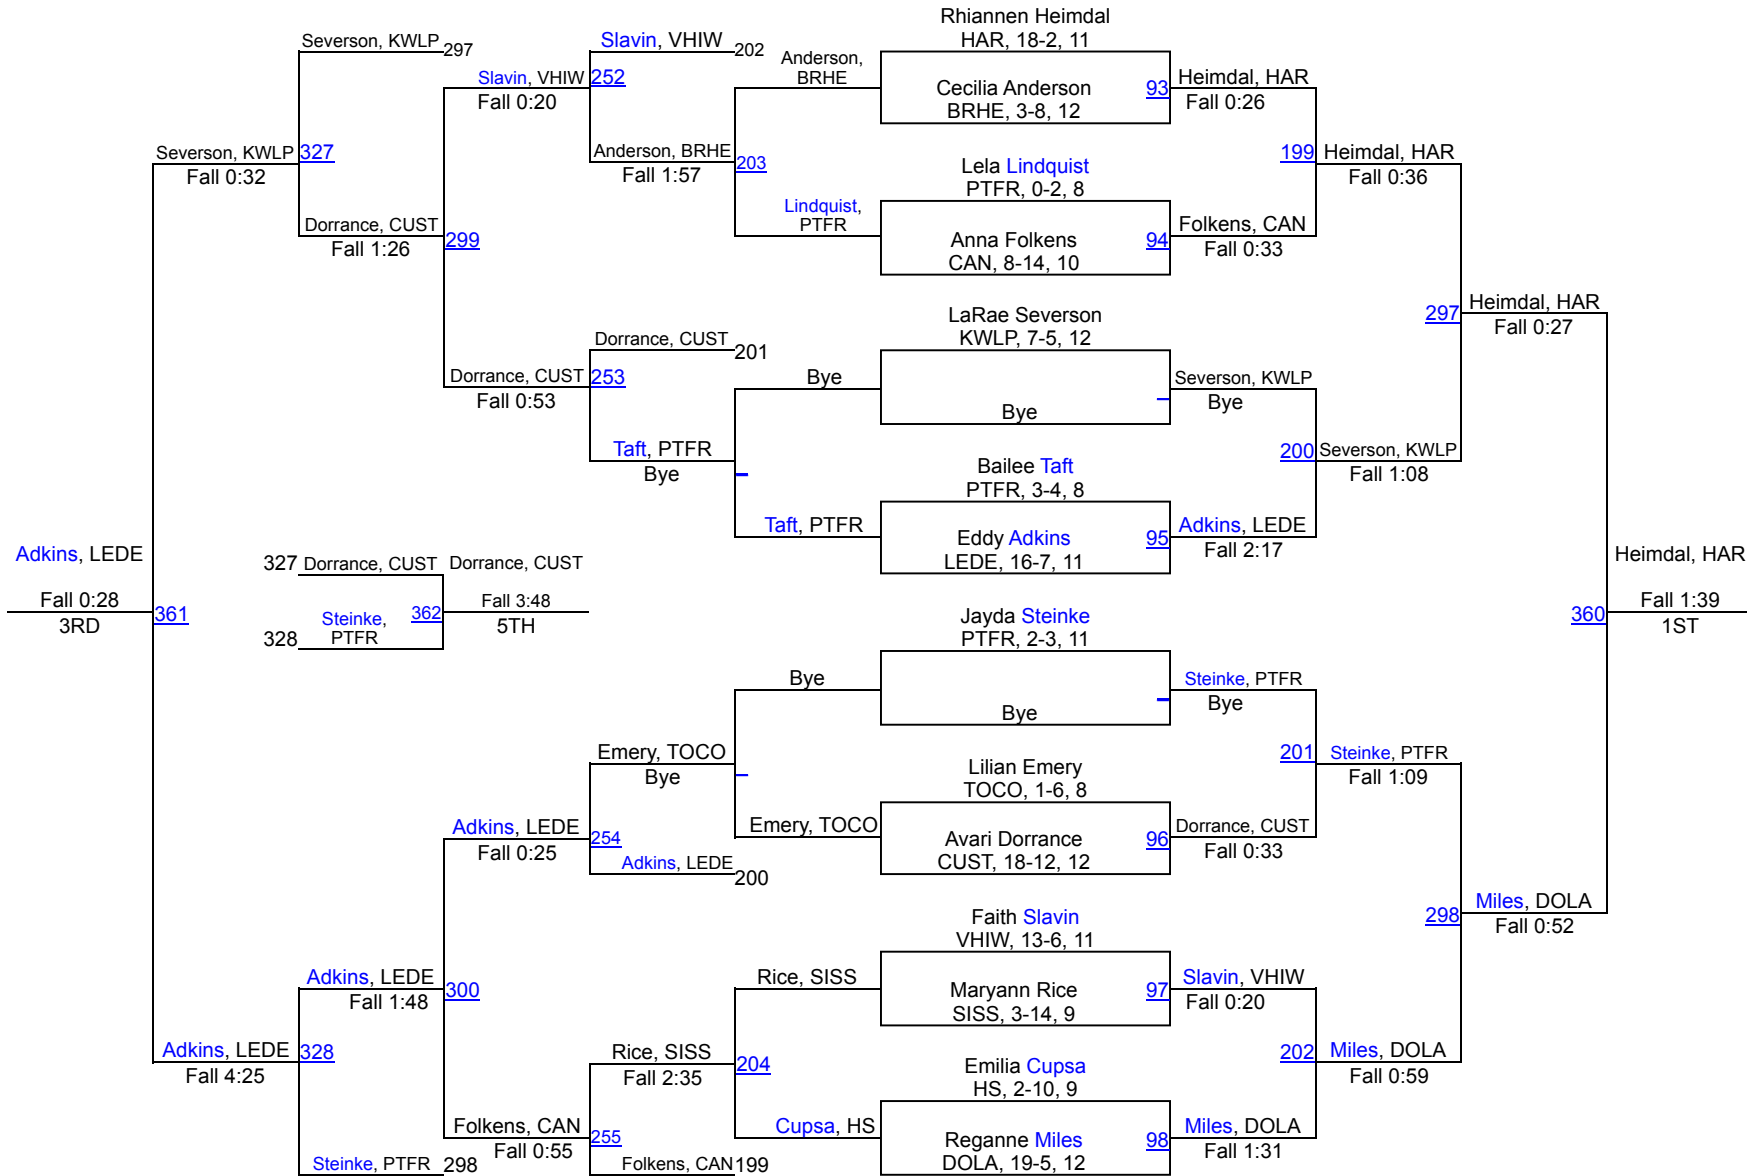 Rhiannen Heimdal
HAR, 18-2, 11
Cecilia Anderson
BRHE, 3-8, 12
93
Lela Lindquist
PTFR, 0-2, 8
Anna Folkens
CAN, 8-14, 10
94
LaRae Severson
KWLP, 7-5, 12
Bye
Bailee Taft
PTFR, 3-4, 8
Eddy Adkins
LEDE, 16-7, 11
95
Jayda Steinke
PTFR, 2-3, 11
Bye
Lilian Emery
TOCO, 1-6, 8
Avari Dorrance
CUST, 18-12, 12
96
Faith Slavin
VHIW, 13-6, 11
Maryann Rice
SISS, 3-14, 9
97
Emilia Cupsa
HS, 2-10, 9
Reganne Miles
DOLA, 19-5, 12
98
Heimdal, HAR
Fall 0:26
199
Folkens, CAN
Fall 0:33
Severson, KWLP
Bye
200
Adkins, LEDE
Fall 2:17
Steinke, PTFR
Bye
201
Dorrance, CUST
Fall 0:33
Slavin, VHIW
Fall 0:20
202
Miles, DOLA
Fall 1:31
Heimdal, HAR
Fall 0:36
297
Severson, KWLP
Fall 1:08
Steinke, PTFR
Fall 1:09
298
Miles, DOLA
Fall 0:59
Heimdal, HAR
Fall 0:27
360
Miles, DOLA
Fall 0:52
Heimdal, HAR
Fall 1:39
1ST
Anderson,
BRHE
203
Lindquist,
PTFR
Bye
Taft, PTFR
Bye
Emery, TOCO
Rice, SISS
204
Cupsa, HS
Slavin, VHIW
202
252
Anderson, BRHE
Fall 1:57
Dorrance, CUST
201
253
Taft, PTFR
Bye
Emery, TOCO
Bye
254
Adkins, LEDE
200
Rice, SISS
Fall 2:35
255
Folkens, CAN
199
Slavin, VHIW
Fall 0:20
299
Dorrance, CUST
Fall 0:53
Adkins, LEDE
Fall 0:25
300
Folkens, CAN
Fall 0:55
Severson, KWLP
297
327
Dorrance, CUST
Fall 1:26
Adkins, LEDE
Fall 1:48
328
Steinke, PTFR
298
Severson, KWLP
Fall 0:32
361
Adkins, LEDE
Fall 4:25
Adkins, LEDE
Fall 0:28
3RD
327
Dorrance, CUST
328
Steinke,
PTFR
362
Dorrance, CUST
Fall 3:48
5TH